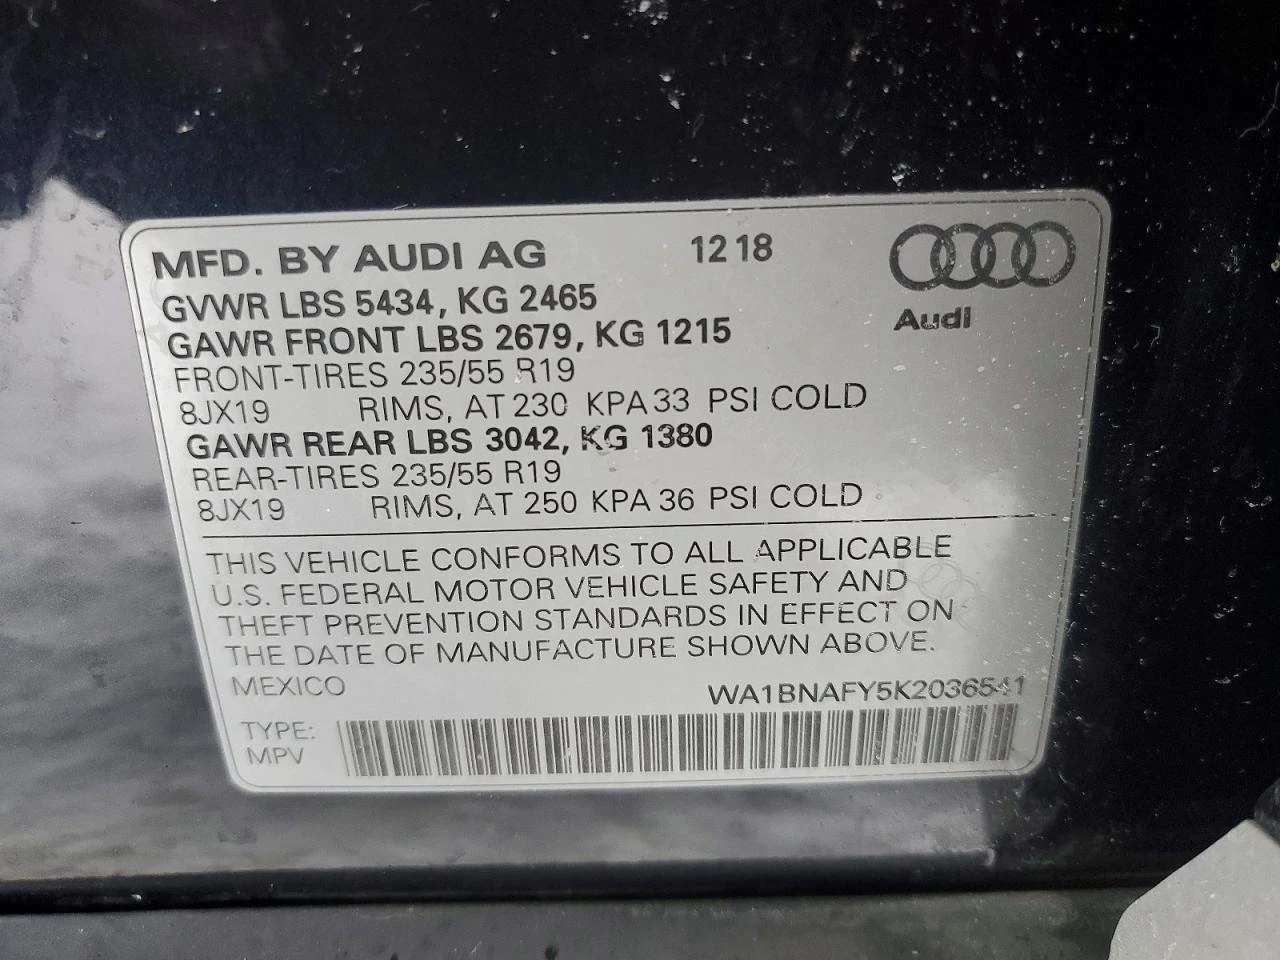 MFD. BY AUDI AG 12 18
Audi
GVWR LBS 5434, KG 2465
GAWR FRONT LBS 2679, KG 1215
FRONT-TIRES 235/55 R19
8JX19 RIMS, AT 230 KPA 33 PSI COLD
GAWR REAR LBS 3042, KG 1380
REAR-TIRES 235/55 R19
8JX19 RIMS, AT 250 KPA 36 PSI COLD
THIS VEHICLE CONFORMS TO ALL APPLICABLE
U.S. FEDERAL MOTOR VEHICLE SAFETY AND
THEFT PREVENTION STANDARDS IN EFFECT ON
THE DATE OF MANUFACTURE SHOWN ABOVE.
MEXICO WA1BNAFY5K2036541
TYPE:
MPV